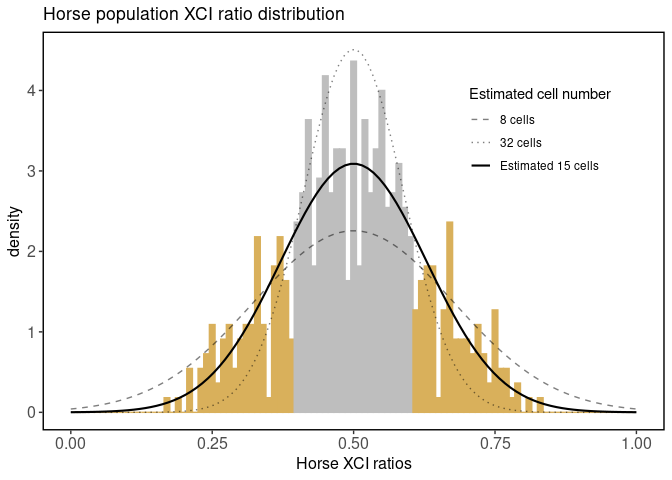 Horse population XCI ratio distribution
4
3
2
1
0
density
Estimated cell number
8 cells
32 cells
Estimated 15 cells
0.00
0.25
0.50
0.75
1.00
Horse XCI ratios